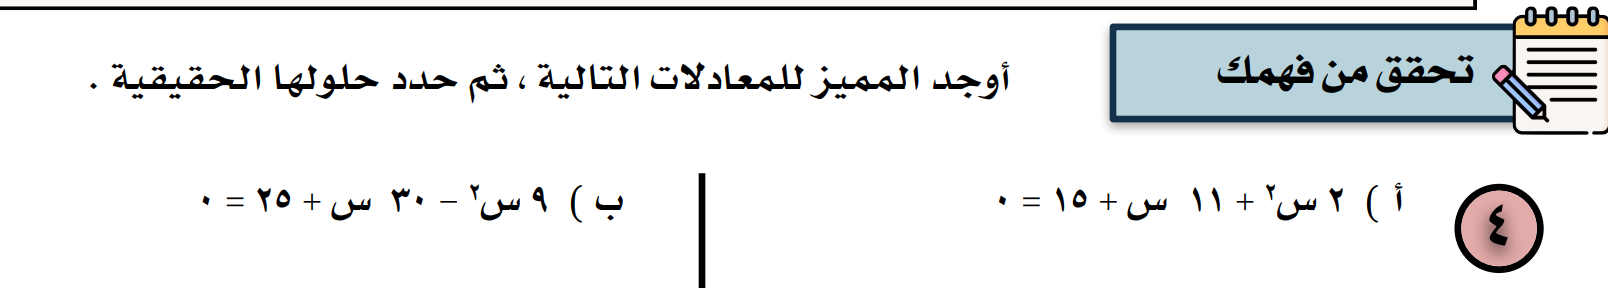 تحقق من فهمك
أوجد المميز للمعادلات التالية ، ثم حدد حلولها الحقيقية .
٤
أ ) ٢ س٢ + ١١ س + ١٥ = ٠
ب ) ٩ س٢ − ٣٠ س + ٢٥ = ٠